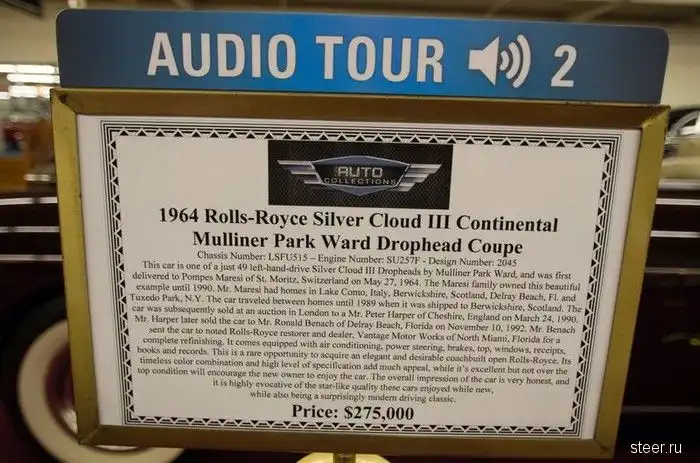 AUDIO TOUR 2
AUTO
COLLECTIONS
1964 Rolls-Royce Silver Cloud III Continental
Mulliner Park Ward Drophead Coupe
Chassis Number: LSFU515 – Engine Number: SU257F - Design Number: 2045
This car is one of a just 49 left-hand-drive Silver Cloud III Dropheads by Mulliner Park Ward, and was first
delivered to Pompes Maresi of St. Moritz, Switzerland on May 27, 1964. The Maresi family owned this beautiful
example until 1990. Mr. Maresi had homes in Lake Como, Italy, Berwickshire, Scotland, Delray Beach, Fl. and
Tuxedo Park, N.Y. The car traveled between homes until 1989 when it was shipped to Berwickshire, Scotland. The
car was subsequently sold at an auction in London to a Mr. Peter Harper of Cheshire, England on March 24, 1990.
Mr. Harper later sold the car to Mr. Ronald Benach of Delray Beach, Florida on November 10, 1992. Mr. Benach
sent the car to noted Rolls-Royce restorer and dealer, Vantage Motor Works of North Miami, Florida for a
complete refinishing. It comes equipped with air conditioning, power steering, brakes, top, windows, receipts,
books and records. This is a rare opportunity to acquire an elegant and desirable coachbuilt open Rolls-Royce. Its
timeless color combination and high level of specification add much appeal, while it's excellent but not over the
top condition will encourage the new owner to enjoy the car. The overall impression of the car is very honest, and
it is highly evocative of the star-like quality these cars enjoyed while new,
while also being a surprisingly modern driving classic.
Price: $275,000
steer.ru